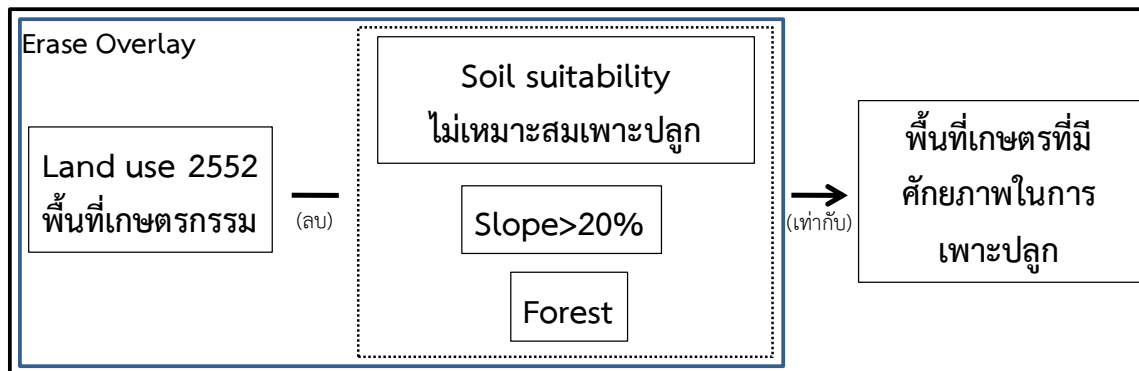 Erase Overlay
Land use 2552
พื้นที่เกษตรกรรม
(ลบ)
Soil suitability
ไม่เหมาะสมเพาะปลูก
Slope>20%
Forest
(เท่ากับ)
พื้นที่เกษตรที่มี
ศักยภาพในการ
เพาะปลูก